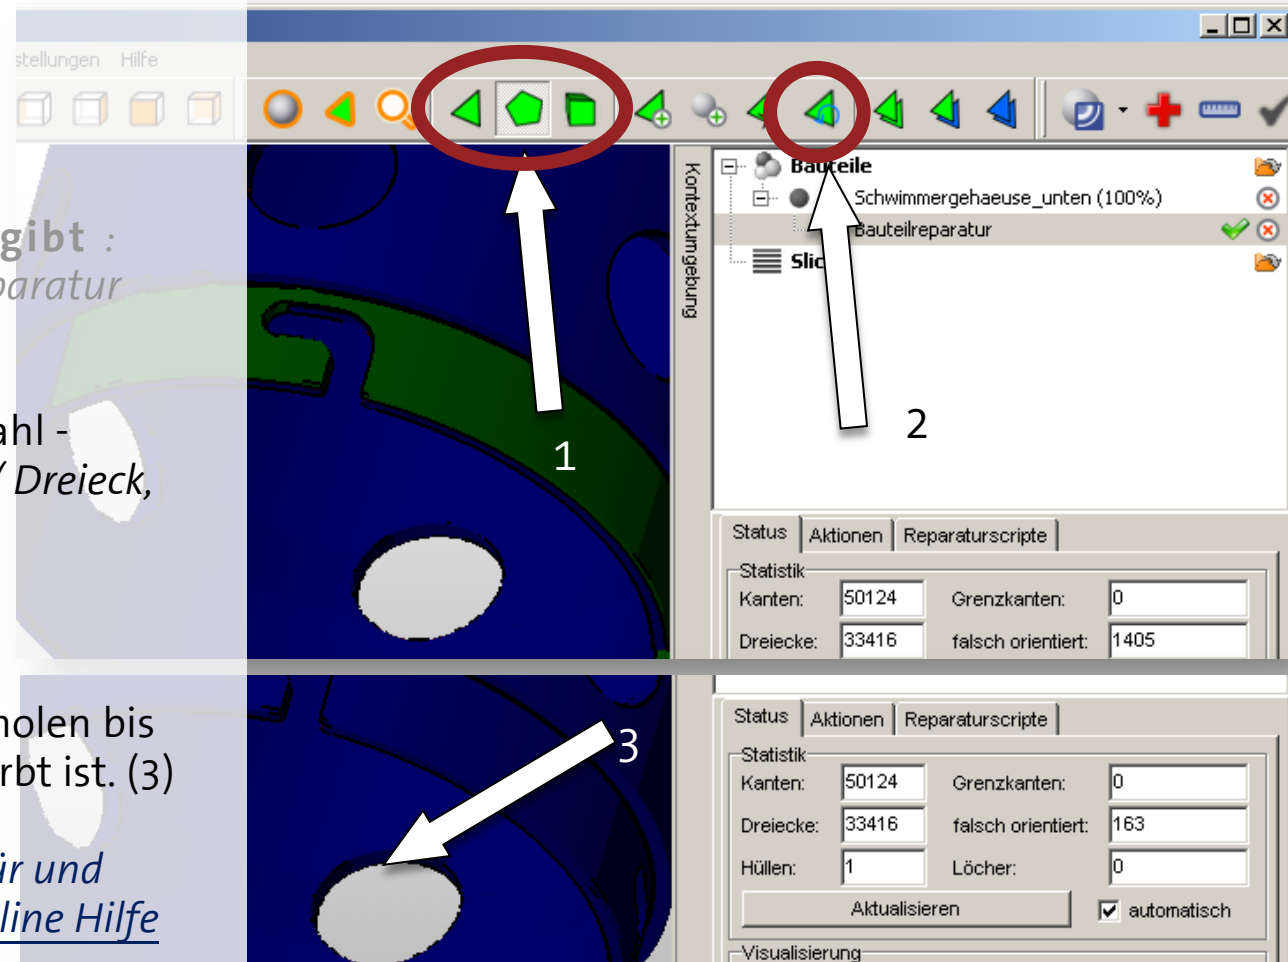 stellungen Hilfe
gibt :
paratur
ahl -
/ Dreieck,
nolen bis
rbt ist. (3)
ür und
line Hilfe
1
2
3
Kontextumgebung
Bauteile
Schwimmergehaeuse_unten (100%)
Bauteilreparatur
Slic
Status Aktionen Reparaturscripte
Statistik
Kanten: 50124 Grenzkanten: 0
Dreiecke: 33416 falsch orientiert: 1405
Status Aktionen Reparaturscripte
Statistik
Kanten: 50124 Grenzkanten: 0
Dreiecke: 33416 falsch orientiert: 163
Hüllen: 1 Löcher: 0
Aktualisieren automatisch
Visualisierung